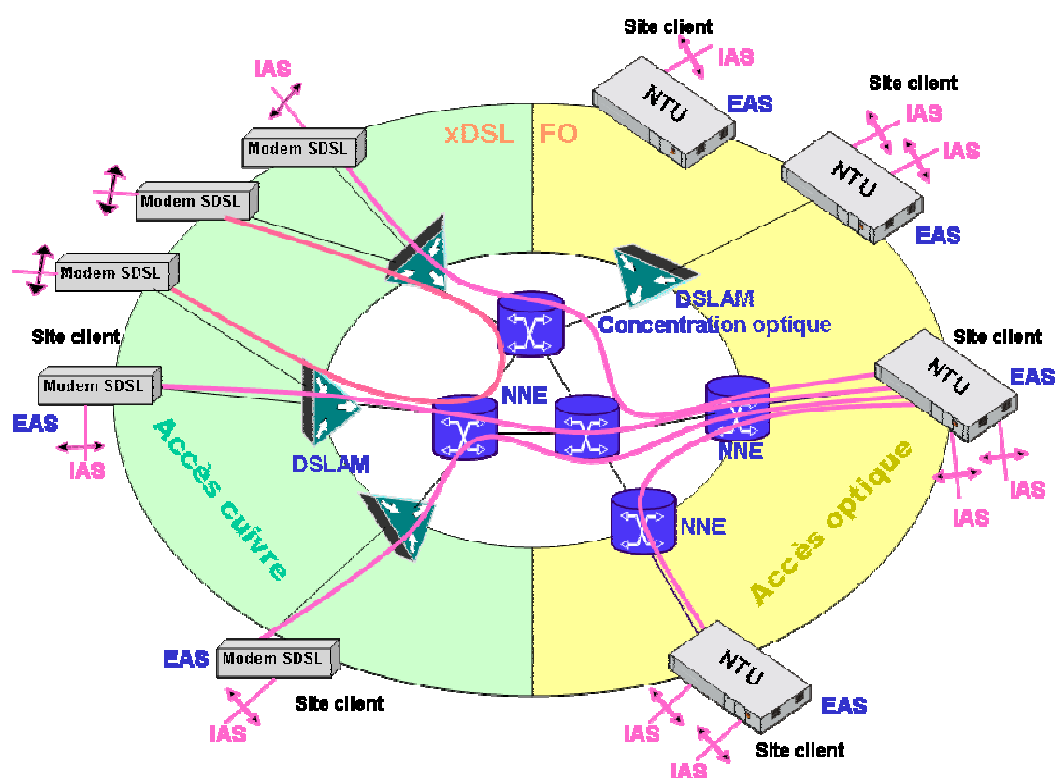 Site client
IAS
NTU
EAS
IAS
Site client
IAS
IAS
NTU
EAS
xDSL
FO
Modem SDSL
Modem SDSL
Modem SDSL
DSLAM
Concentration optique
Site client
Site client
Modem SDSL
NNE
NTU
EAS
EAS
IAS
DSLAM
NNE
IAS
IAS
Accès cuivre
NNE
Accès optique
EAS
Modem SDSL
NTU
Site client
IAS
IAS
EAS
Site client
IAS